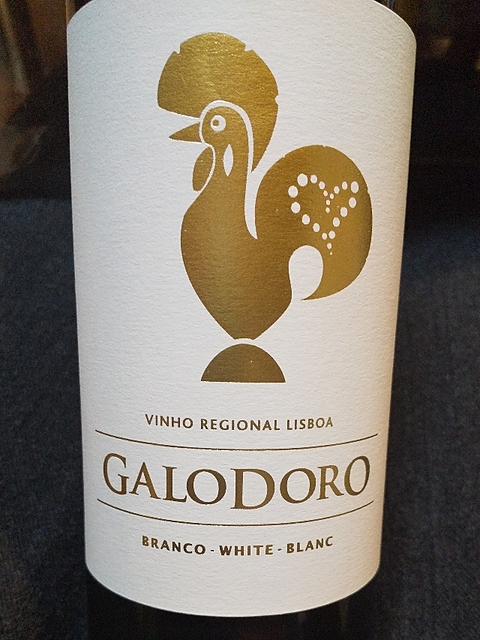 VINHO REGIONAL LISBOA
GALODORO
BRANCO - WHITE - BLANC